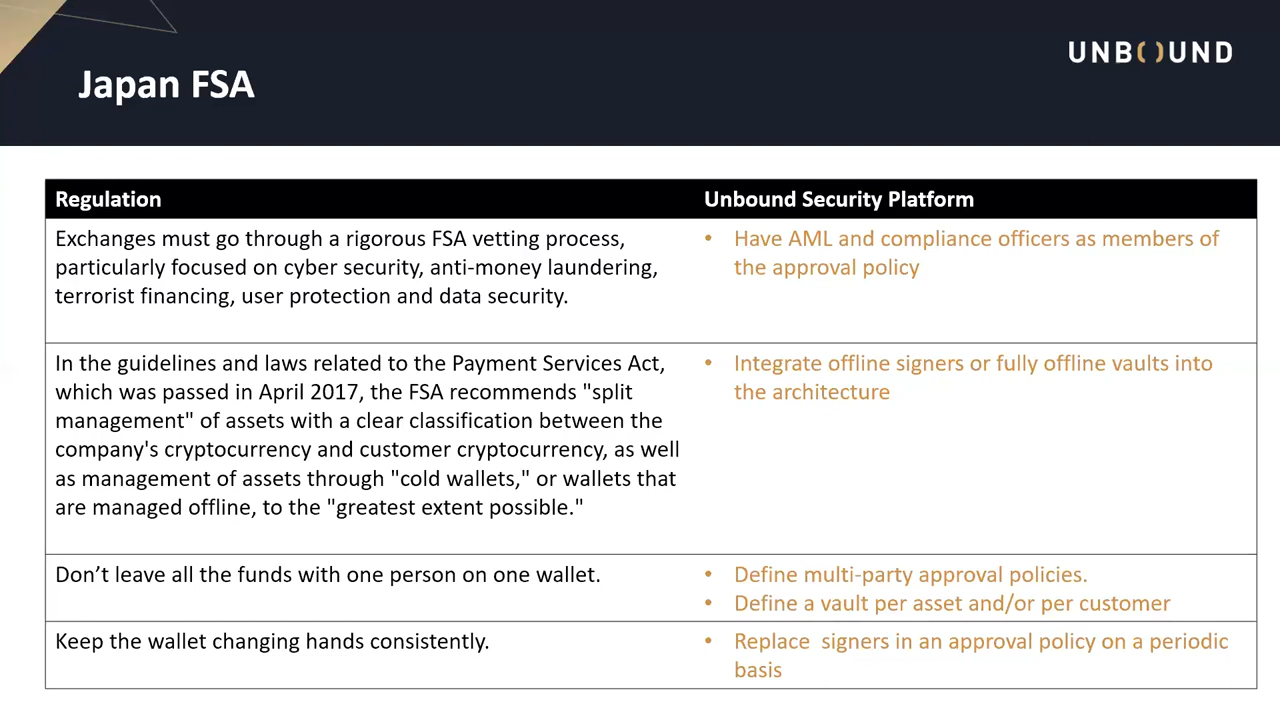 UNBOUND
Japan FSA
Regulation
Unbound Security Platform
Exchanges must go through a rigorous FSA vetting process,
particularly focused on cyber security, anti-money laundering,
terrorist financing, user protection and data security.
• Have AML and compliance officers as members of
the approval policy
In the guidelines and laws related to the Payment Services Act,
which was passed in April 2017, the FSA recommends "split
management" of assets with a clear classification between the
company's cryptocurrency and customer cryptocurrency, as well
as management of assets through "cold wallets," or wallets that
are managed offline, to the "greatest extent possible."
• Integrate offline signers or fully offline vaults into
the architecture
Don’t leave all the funds with one person on one wallet.
• Define multi-party approval policies.
• Define a vault per asset and/or per customer
Keep the wallet changing hands consistently.
• Replace  signers in an approval policy on a periodic
basis